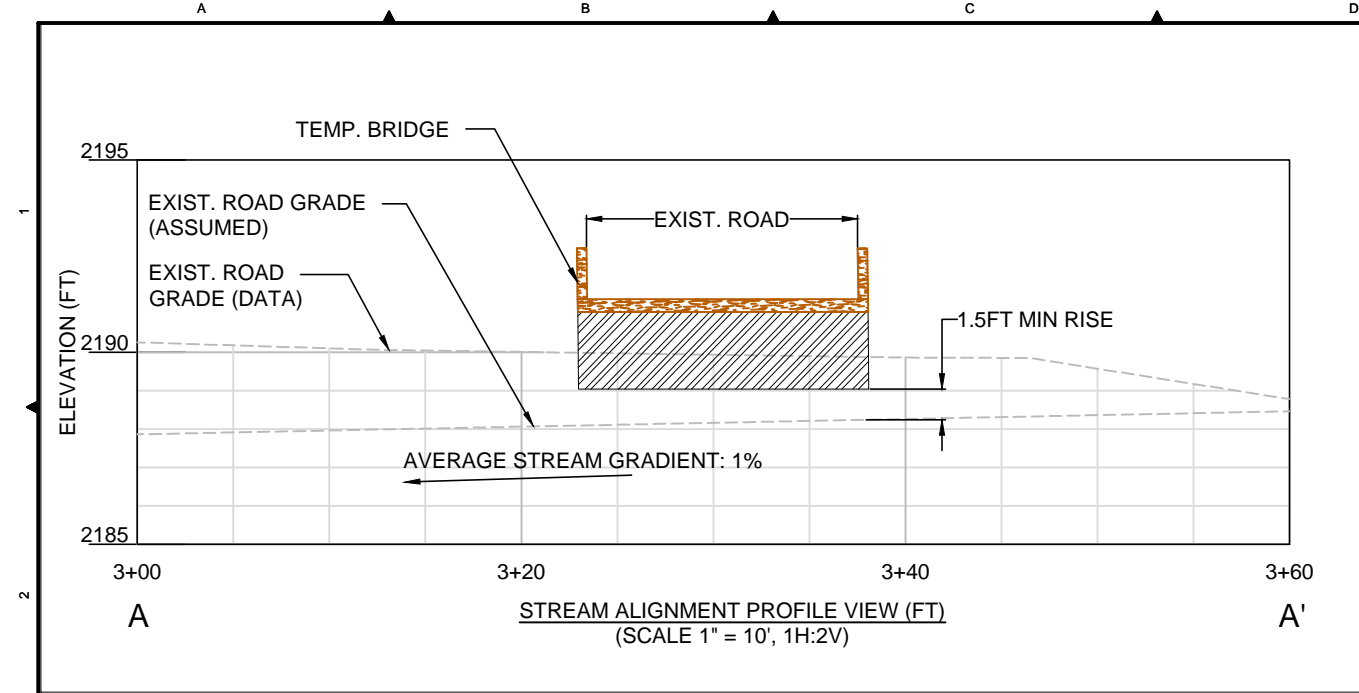 A B C D
TEMP. BRIDGE
2195
1
EXIST. ROAD GRADE
(ASSUMED)
EXIST. ROAD
EXIST. ROAD
GRADE (DATA)
1.5FT MIN RISE
2190
ELEVATION (FT)
AVERAGE STREAM GRADIENT: 1%
2185
3+00 3+20 3+40 3+60
2
A A'
STREAM ALIGNMENT PROFILE VIEW (FT)
(SCALE 1" = 10', 1H:2V)